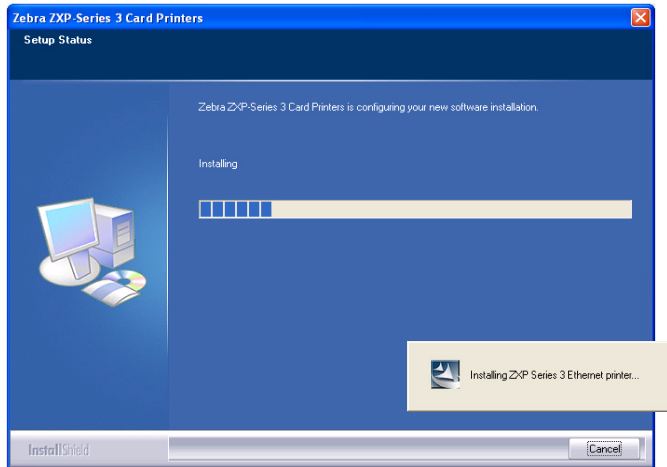 Zebra ZXP-Series 3 Card Printers
Setup Status
Zebra ZXP-Series 3 Card Printers is configuring your new software installation.
Installing
Installing ZXP Series 3 Ethernet printer...
InstallShield
Cancel